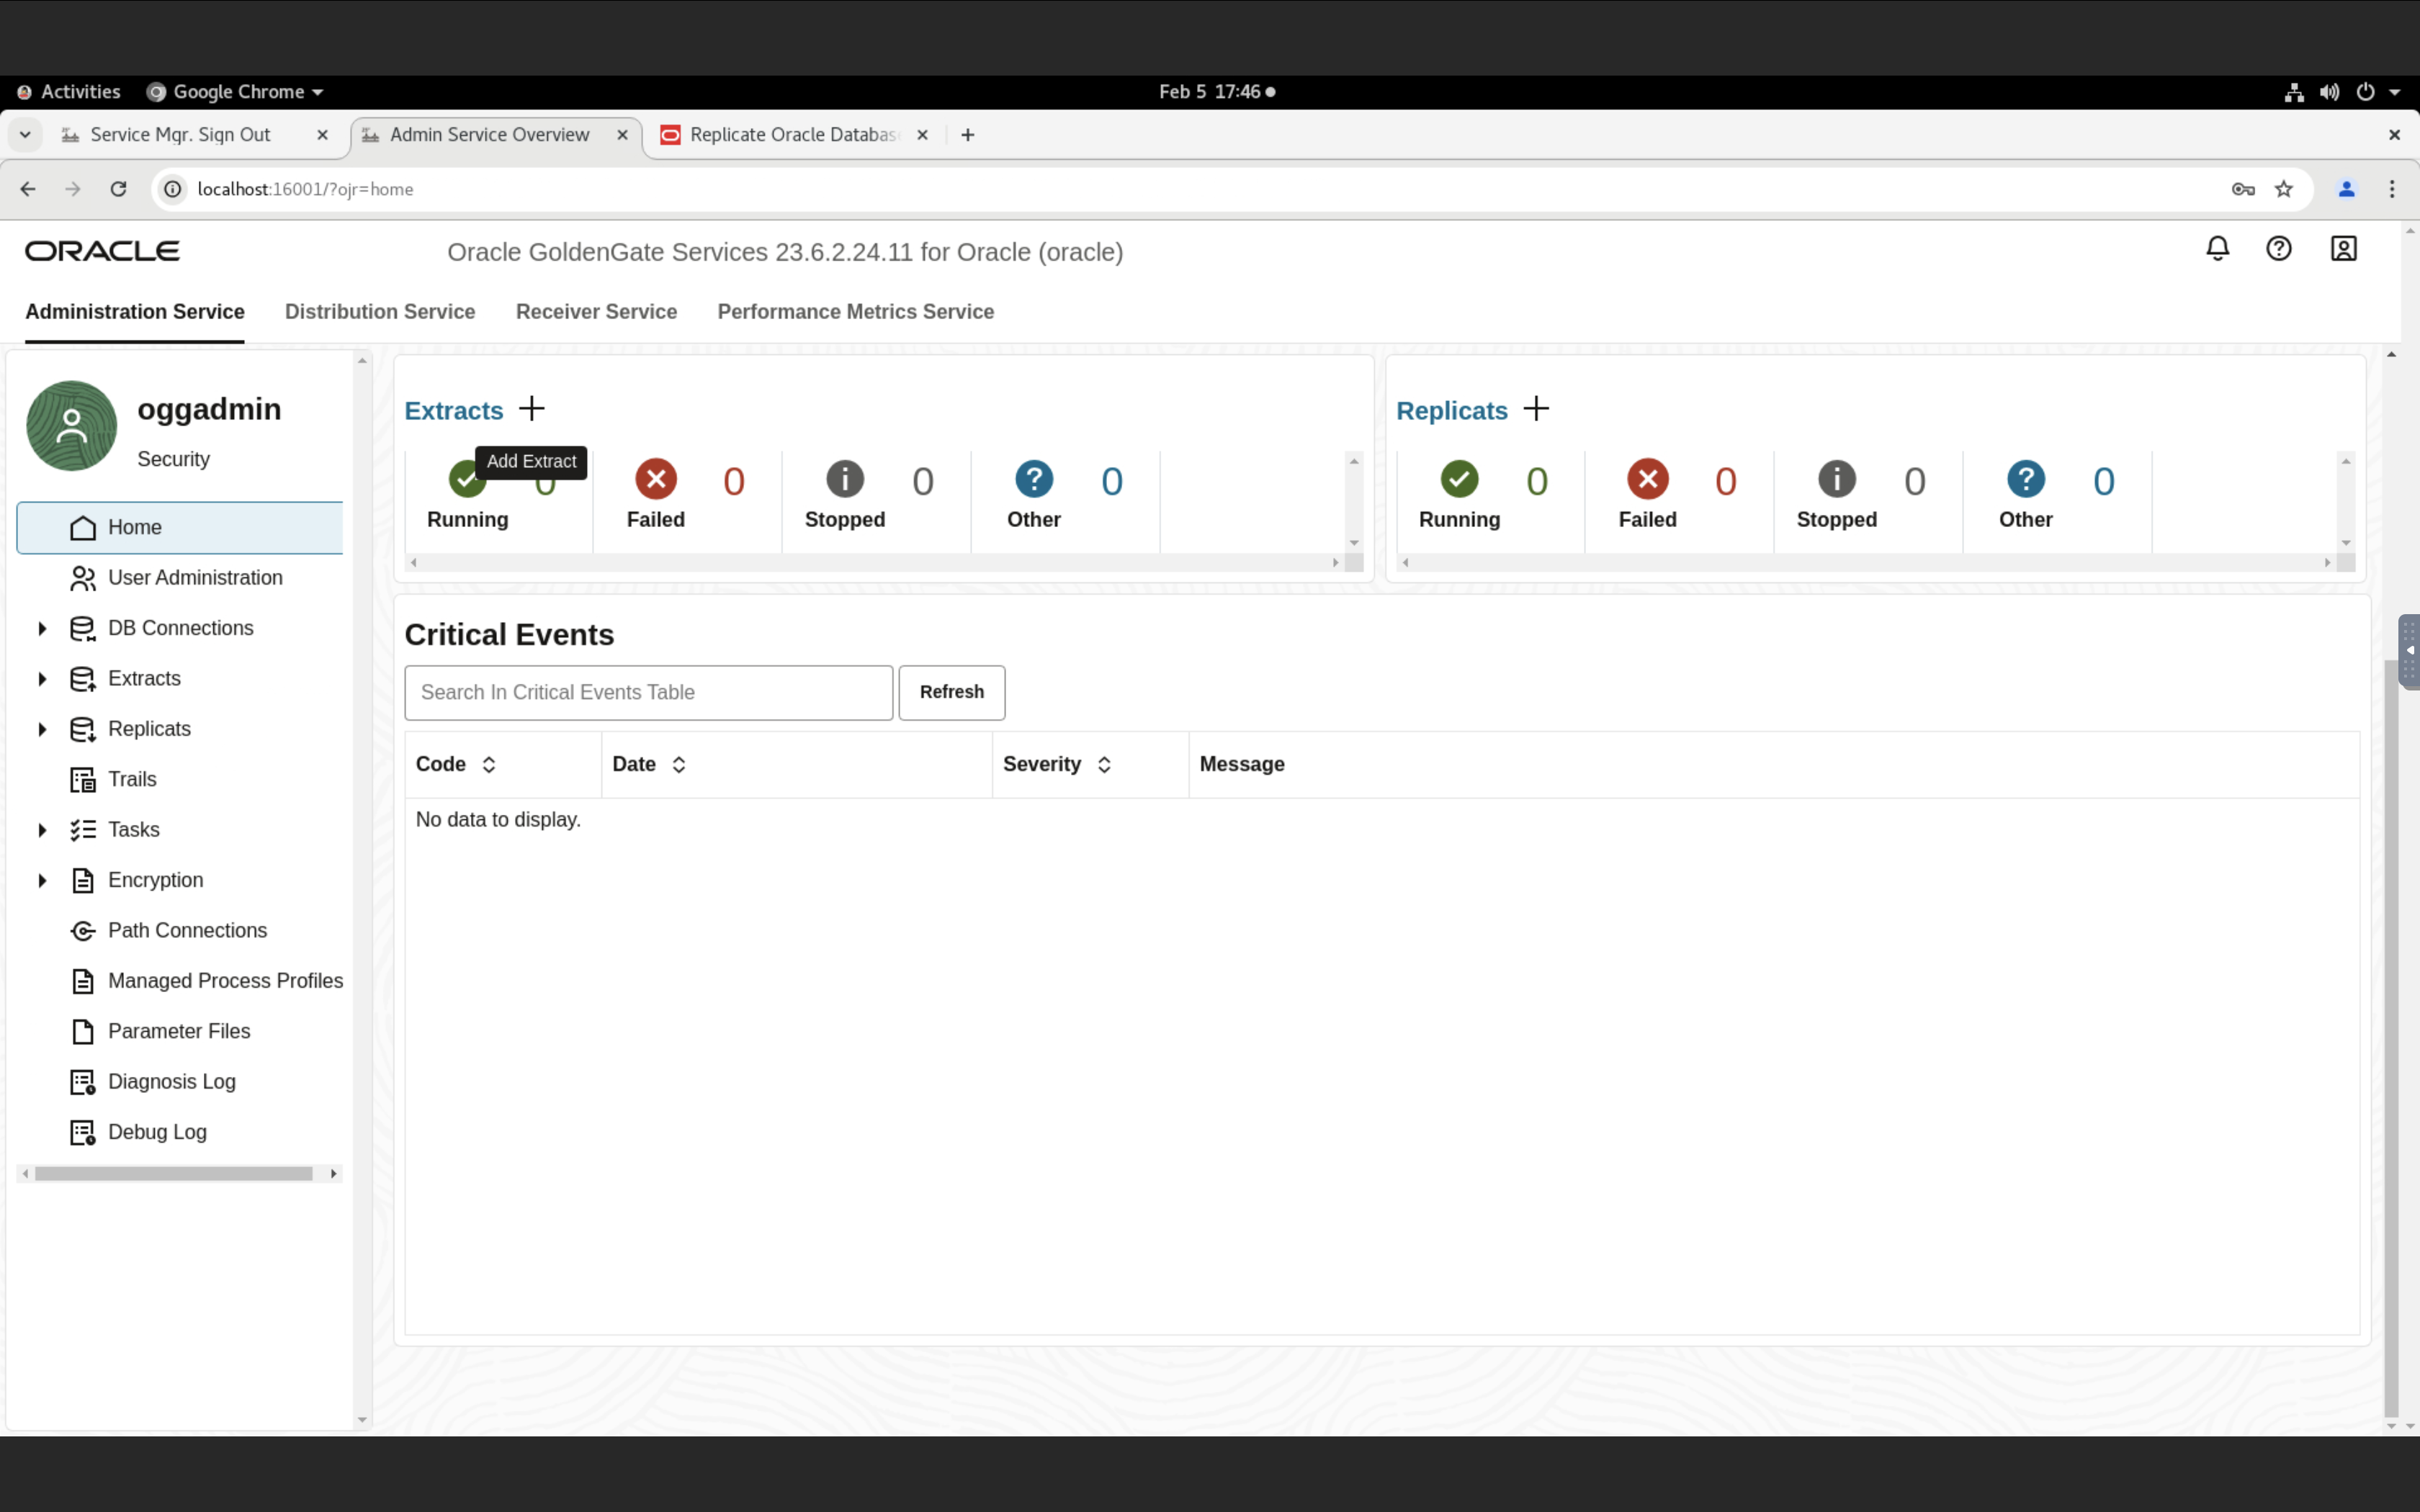 Activities Google Chrome Feb 5 17:46
Service Mgr. Sign Out Admin Service Overview Replicate Oracle Databas
localhost:16001/?ojr=home
ORACLE Oracle GoldenGate Services 23.6.2.24.11 for Oracle (oracle)
Administration Service Distribution Service Receiver Service Performance Metrics Service
oggadmin
Security
Home
User Administration
DB Connections
Extracts
Replicats
Trails
Tasks
Encryption
Path Connections
Managed Process Profiles
Parameter Files
Diagnosis Log
Debug Log
Extracts
Add Extract
0 0 0 0
Running Failed Stopped Other
Replicats
0 0 0 0
Running Failed Stopped Other
Critical Events
Search In Critical Events Table Refresh
Code Date Severity Message
No data to display.